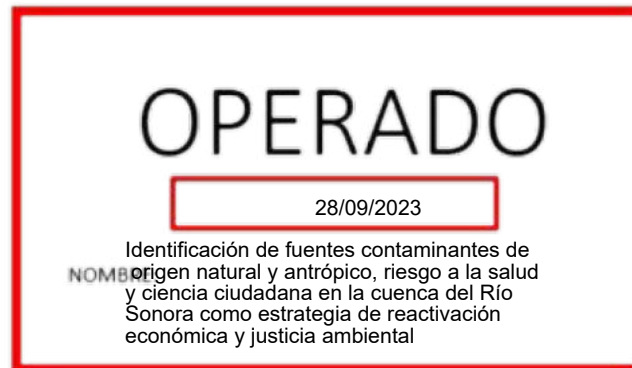 OPERADO
28/09/2023
Identificación de fuentes contaminantes de
NOMBRE: origen natural y antrópico, riesgo a la salud
y ciencia ciudadana en la cuenca del Río
Sonora como estrategia de reactivación
económica y justicia ambiental